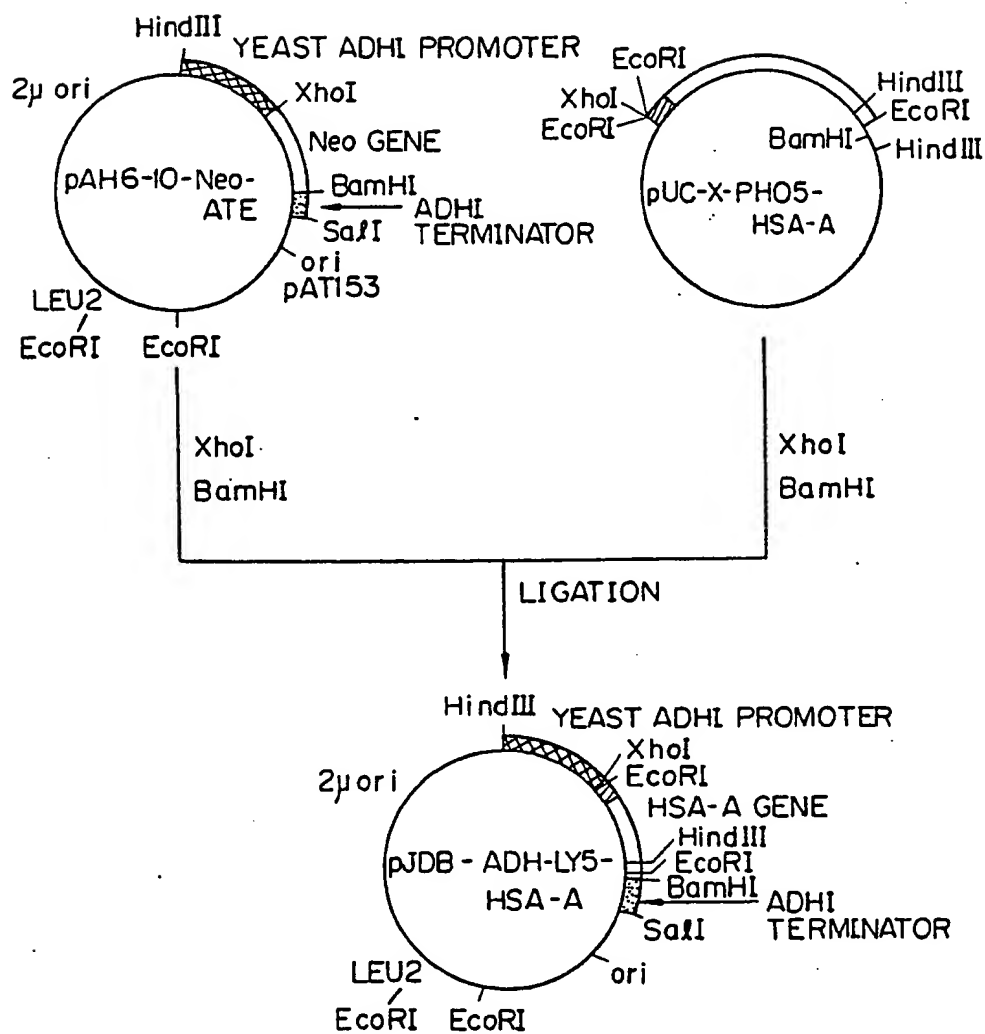 HindIII
YEAST ADHI PROMOTER
2μ ori
XhoI
Neo GENE
pAH6-10-Neo-
ATE
BamHI
ADHI
TERMINATOR
SalI
ori
pAT153
LEU2
EcoRI
EcoRI
EcoRI
XhoI
EcoRI
HindIII
EcoRI
BamHI
HindIII
pUC-X-PHO5-
HSA-A
XhoI
BamHI
XhoI
BamHI
LIGATION
HindIII
YEAST ADHI PROMOTER
XhoI
EcoRI
2μ ori
HSA-A GENE
HindIII
EcoRI
BamHI
pJDB-ADH-LY5-
HSA-A
ADHI
TERMINATOR
SalI
ori
LEU2
EcoRI
EcoRI